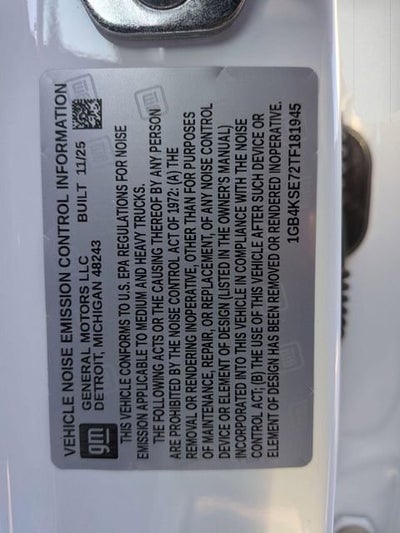 VEHICLE NOISE EMISSION CONTROL INFORMATION
gm
GENERAL MOTORS LLC
DETROIT, MICHIGAN 48243
BUILT 11/25
THIS VEHICLE CONFORMS TO U.S. EPA REGULATIONS FOR NOISE
EMISSION APPLICABLE TO MEDIUM AND HEAVY TRUCKS.
THE FOLLOWING ACTS OR THE CAUSING THEREOF BY ANY PERSON
ARE PROHIBITED BY THE NOISE CONTROL ACT OF 1972: (A) THE
REMOVAL OR RENDERING INOPERATIVE, OTHER THAN FOR PURPOSES
OF MAINTENANCE, REPAIR, OR REPLACEMENT, OF ANY NOISE CONTROL
DEVICE OR ELEMENT OF DESIGN (LISTED IN THE OWNER'S MANUAL)
INCORPORATED INTO THIS VEHICLE IN COMPLIANCE WITH THE NOISE
CONTROL ACT; (B) THE USE OF THIS VEHICLE AFTER SUCH DEVICE OR
ELEMENT OF DESIGN HAS BEEN REMOVED OR RENDERED INOPERATIVE.
1GB4KSE72TF181945